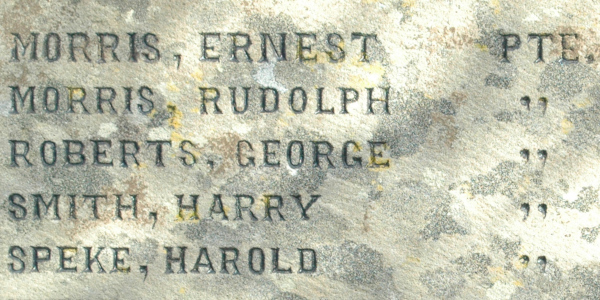 MORRIS, ERNEST PTE.
MORRIS, RUDOLPH ,,
ROBERTS, GEORGE ,,
SMITH, HARRY ,,
SPEKE, HAROLD ,,